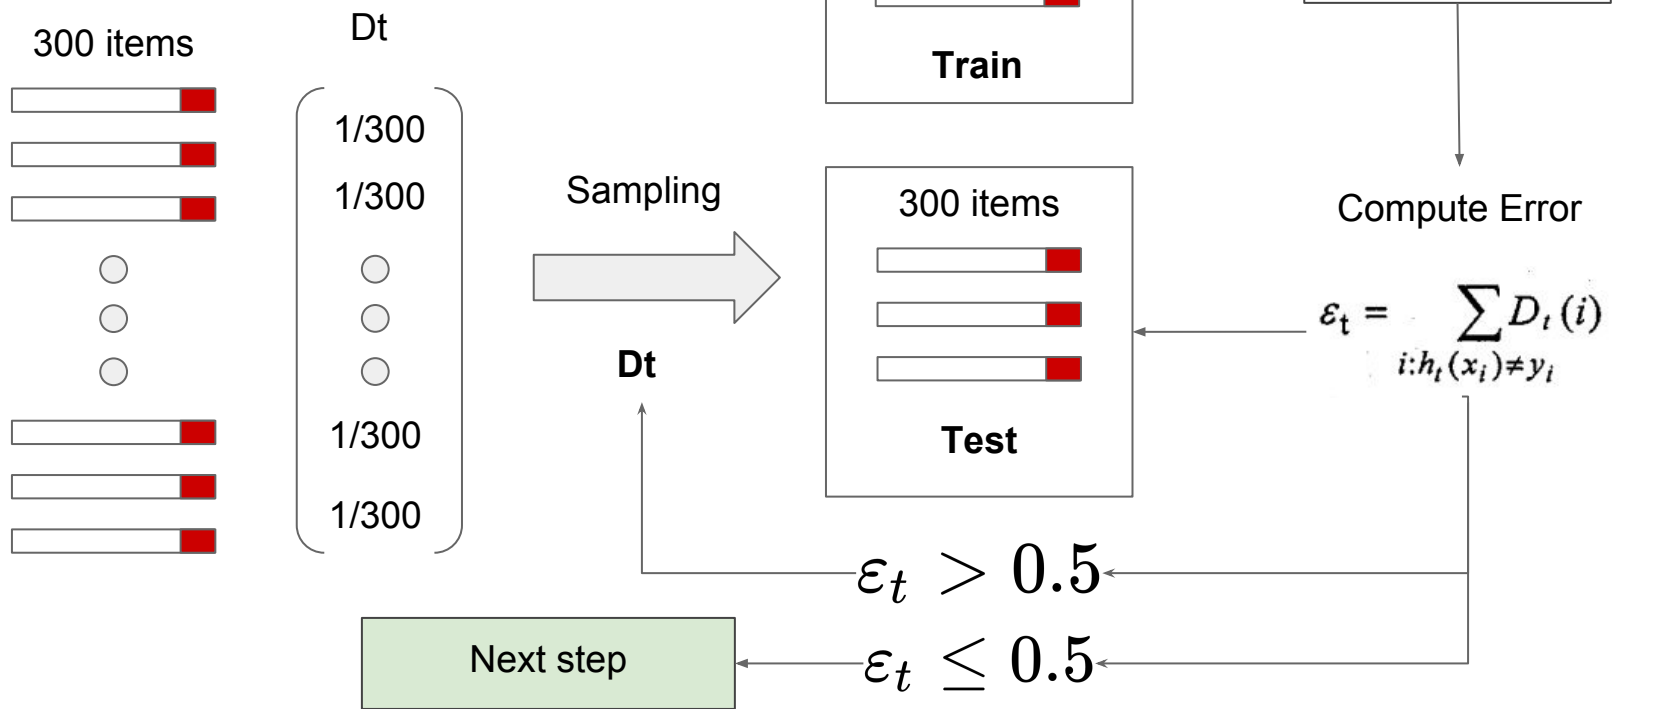 300 items
Dt
1/300
1/300
1/300
1/300
Sampling
Dt
Train
300 items
Test
Compute Error
εt = ∑ Dt (i)
i:ht(xi)≠yi
εt > 0.5
εt ≤ 0.5
Next step